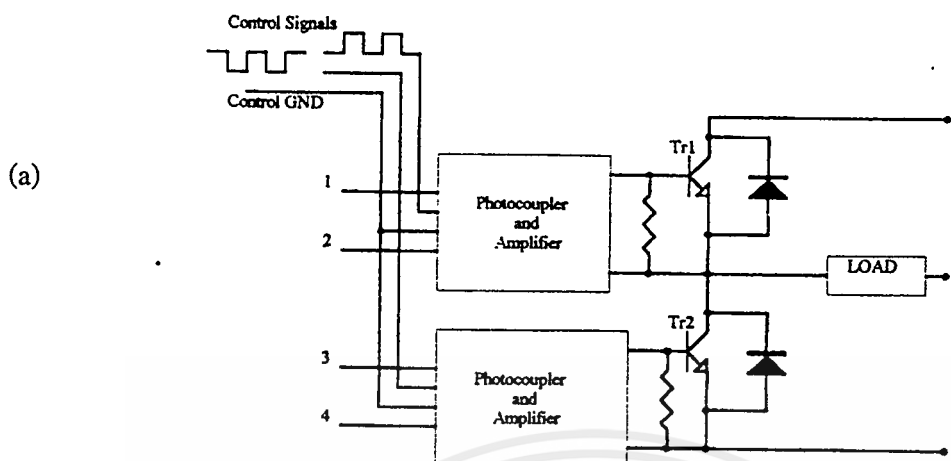 Control Signals
Control GND
(a)
1
2
3
4
Photocoupler
and
Amplifier
Tr1
LOAD
Photocoupler
and
Amplifier
Tr2